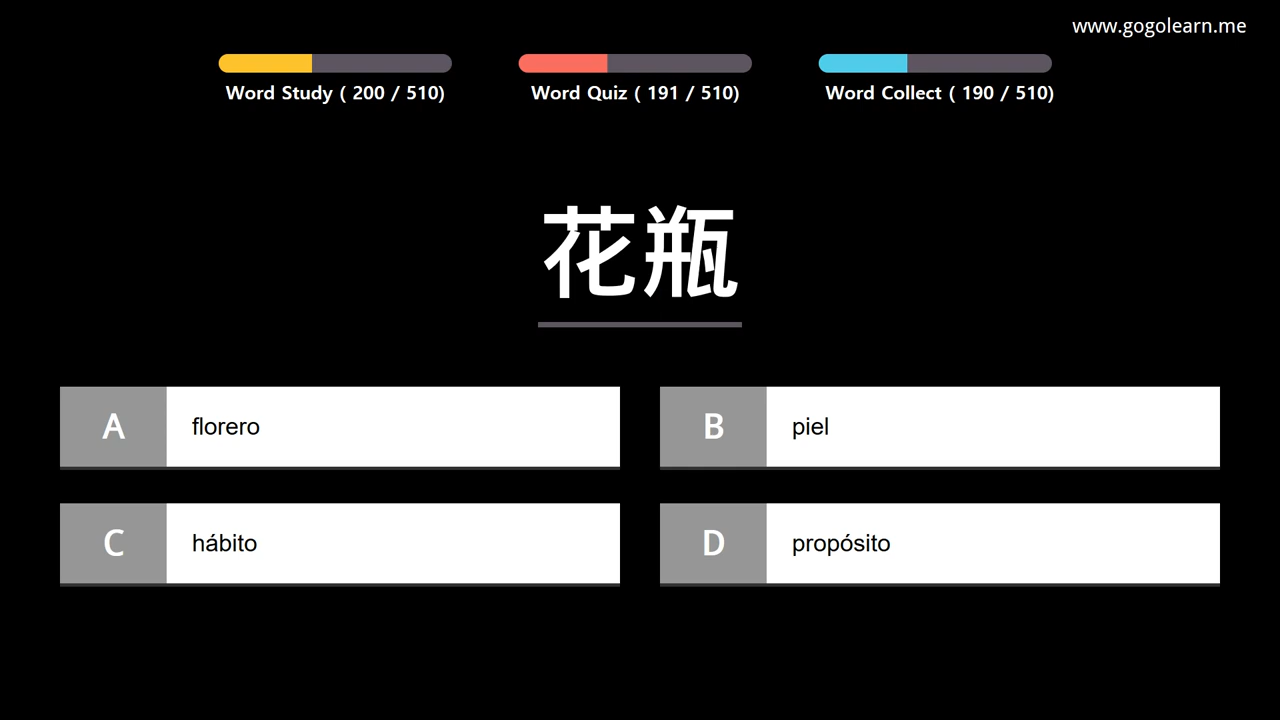 www.gogolearn.me
Word Study ( 200 / 510)
Word Quiz ( 191 / 510)
Word Collect ( 190 / 510)
花瓶
A florero
B piel
C hábito
D propósito